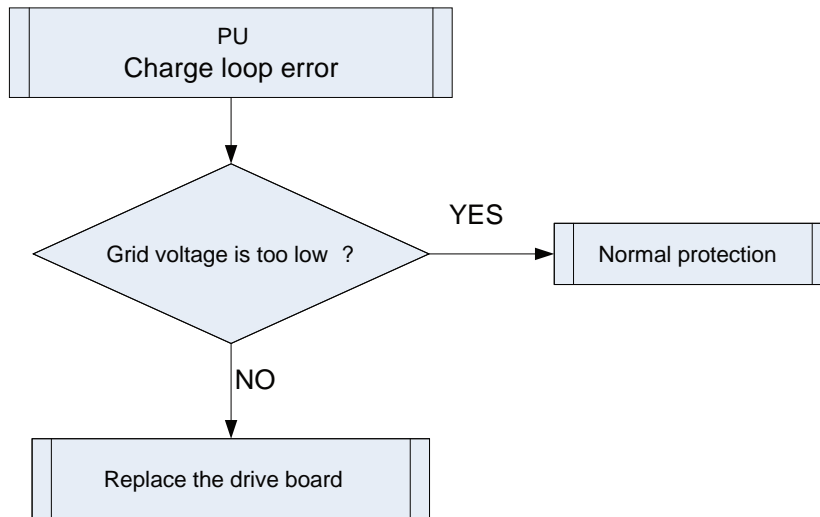 PU
Charge loop error
Grid voltage is too low ?
YES
Normal protection
NO
Replace the drive board